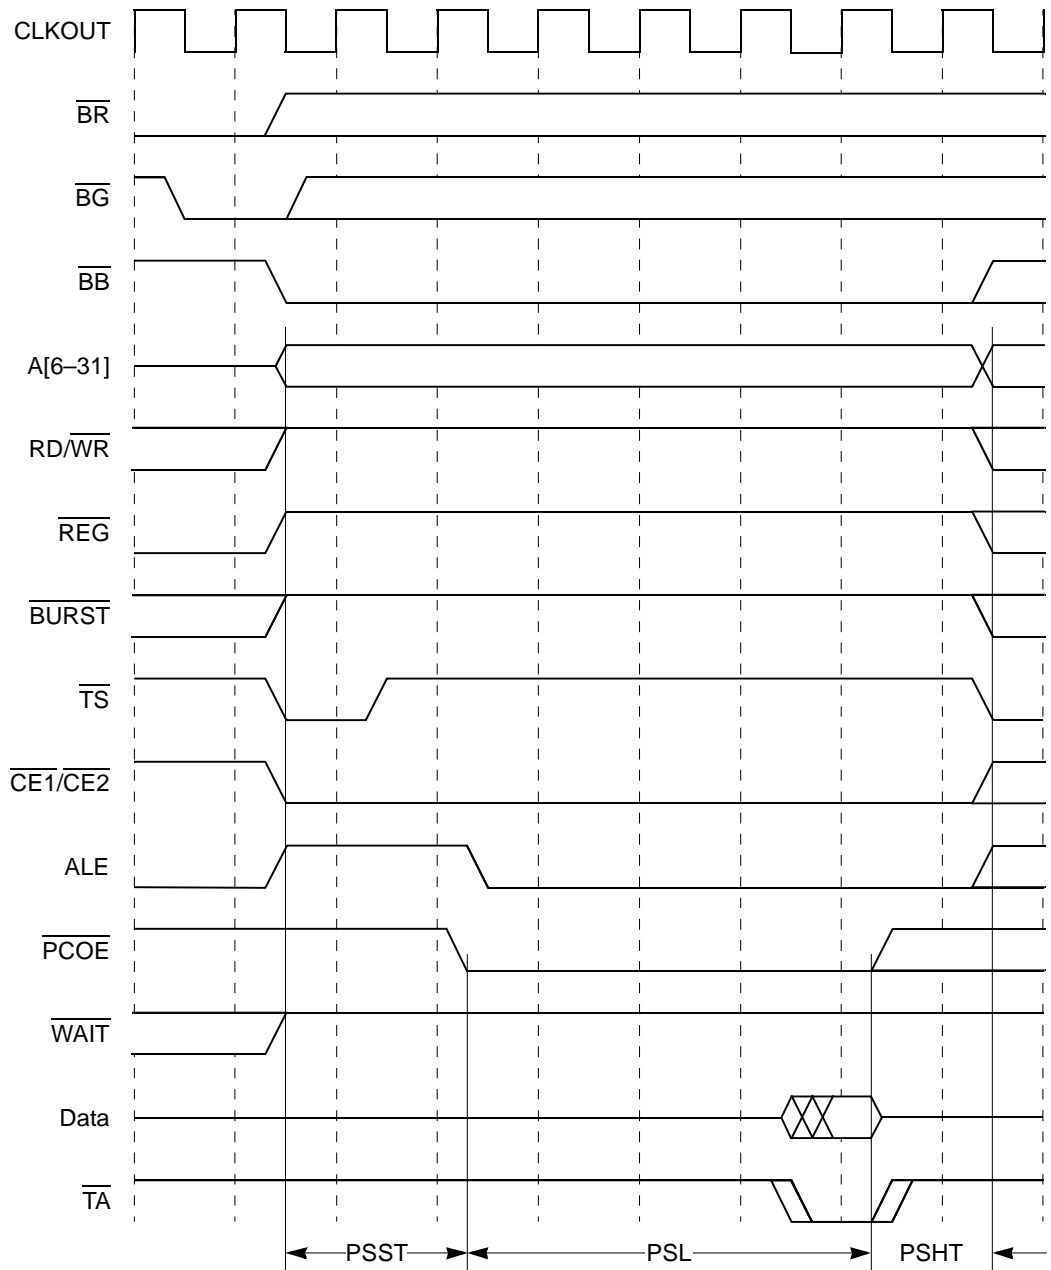 CLKOUT
BR
BG
BB
A[6–31]
RD/WR
REG
BURST
TS
CE1/CE2
ALE
PCOE
WAIT
Data
TA
PSST PSL PSHT